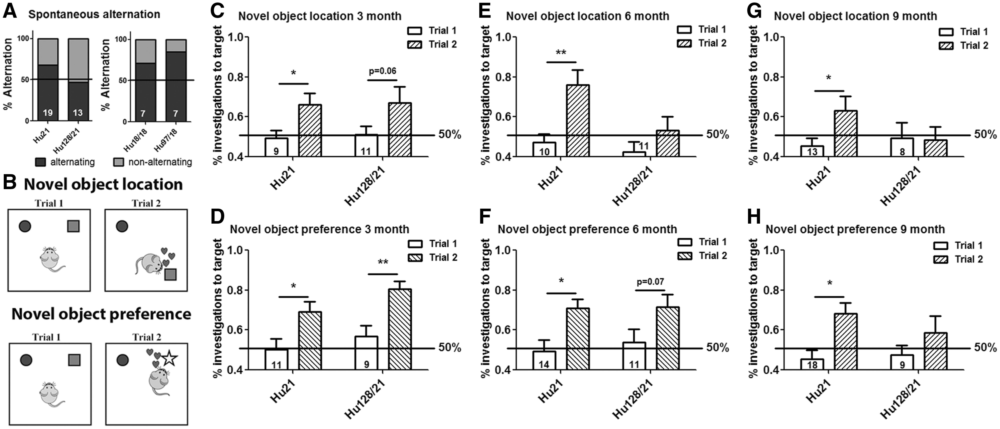 A
Spontaneous alternation
% Alternation
100
50
0
19
13
Hu21
Hu128/21
% Alternation
100
50
0
7
7
Hu18/18
Hu97/18
alternating
non-alternating
B
Novel object location
Trial 1
Trial 2
Novel object preference
Trial 1
Trial 2
C
Novel object location 3 month
Trial 1
Trial 2
% investigations to target
1.0
0.8
0.6
0.4
*
p=0.06
50%
9
11
Hu21
Hu128/21
D
Novel object preference 3 month
Trial 1
Trial 2
% investigations to target
1.0
0.8
0.6
0.4
*
**
50%
11
9
Hu21
Hu128/21
E
Novel object location 6 month
Trial 1
Trial 2
% investigations to target
1.0
0.8
0.6
0.4
**
50%
10
11
Hu21
Hu128/21
F
Novel object preference 6 month
Trial 1
Trial 2
% investigations to target
1.0
0.8
0.6
0.4
*
p=0.07
50%
14
11
Hu21
Hu128/21
G
Novel object location 9 month
Trial 1
Trial 2
% investigations to target
1.0
0.8
0.6
0.4
*
50%
13
8
Hu21
Hu128/21
H
Novel object preference 9 month
Trial 1
Trial 2
% investigations to target
1.0
0.8
0.6
0.4
*
50%
18
9
Hu21
Hu128/21